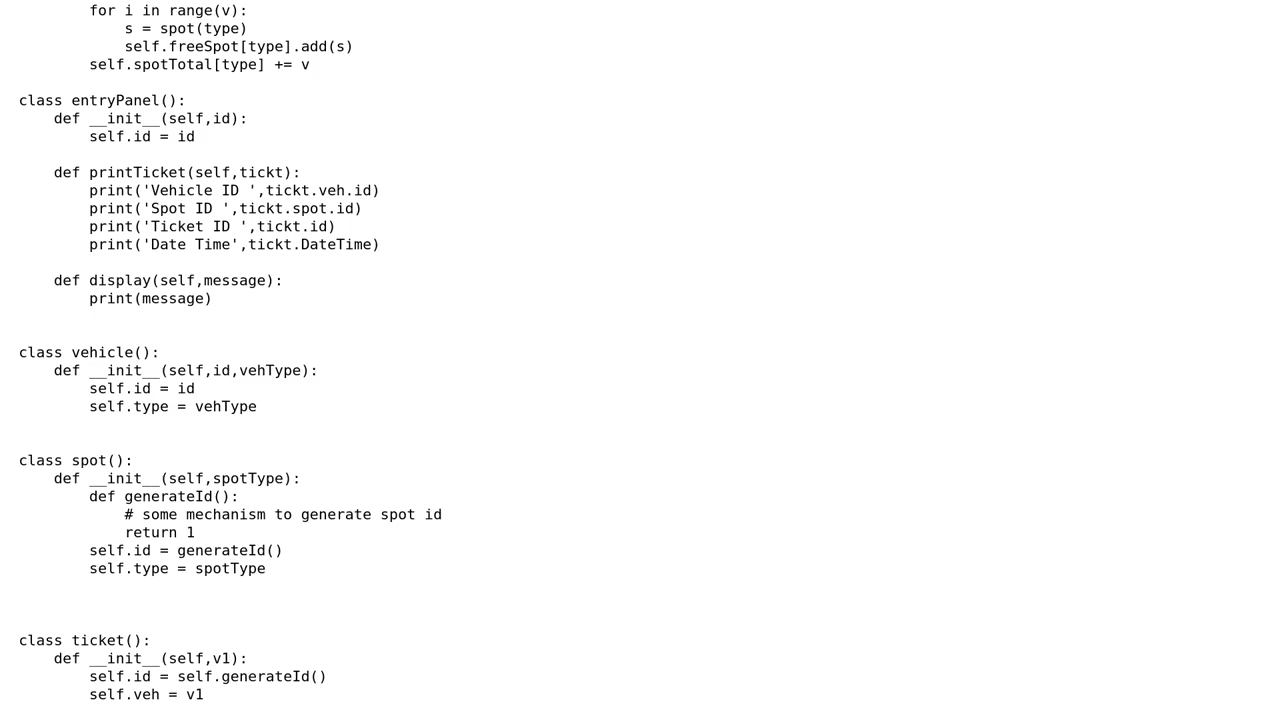 for i in range(v):
            s = spot(type)
            self.freeSpot[type].add(s)
        self.spotTotal[type] += v

class entryPanel():
    def __init__(self,id):
        self.id = id

    def printTicket(self,tickt):
        print('Vehicle ID ',tickt.veh.id)
        print('Spot ID ',tickt.spot.id)
        print('Ticket ID ',tickt.id)
        print('Date Time',tickt.DateTime)

    def display(self,message):
        print(message)


class vehicle():
    def __init__(self,id,vehType):
        self.id = id
        self.type = vehType


class spot():
    def __init__(self,spotType):
        def generateId():
            # some mechanism to generate spot id
            return 1
        self.id = generateId()
        self.type = spotType



class ticket():
    def __init__(self,v1):
        self.id = self.generateId()
        self.veh = v1